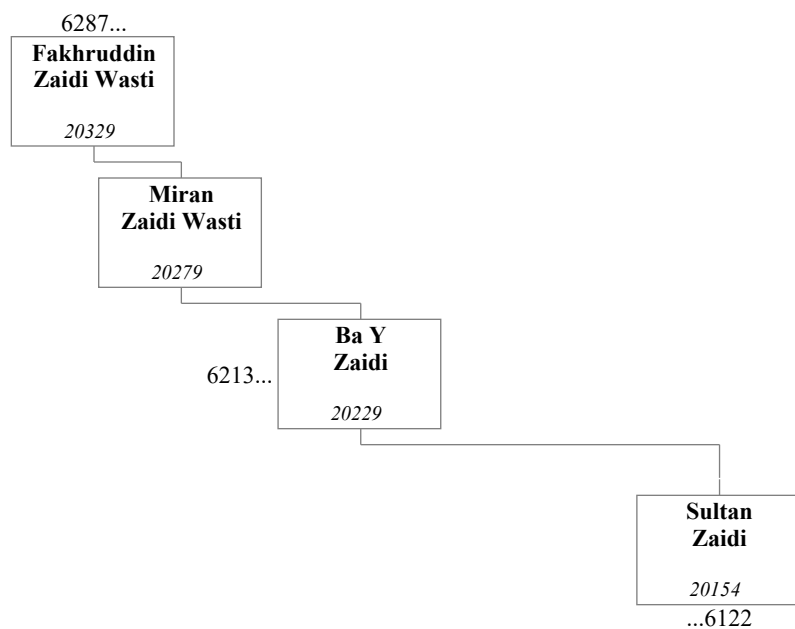 6287...
Fakhruddin
Zaidi Wasti
20329
Miran
Zaidi Wasti
20279
Ba Y
Zaidi
6213...
20229
Sultan
Zaidi
20154
...6122